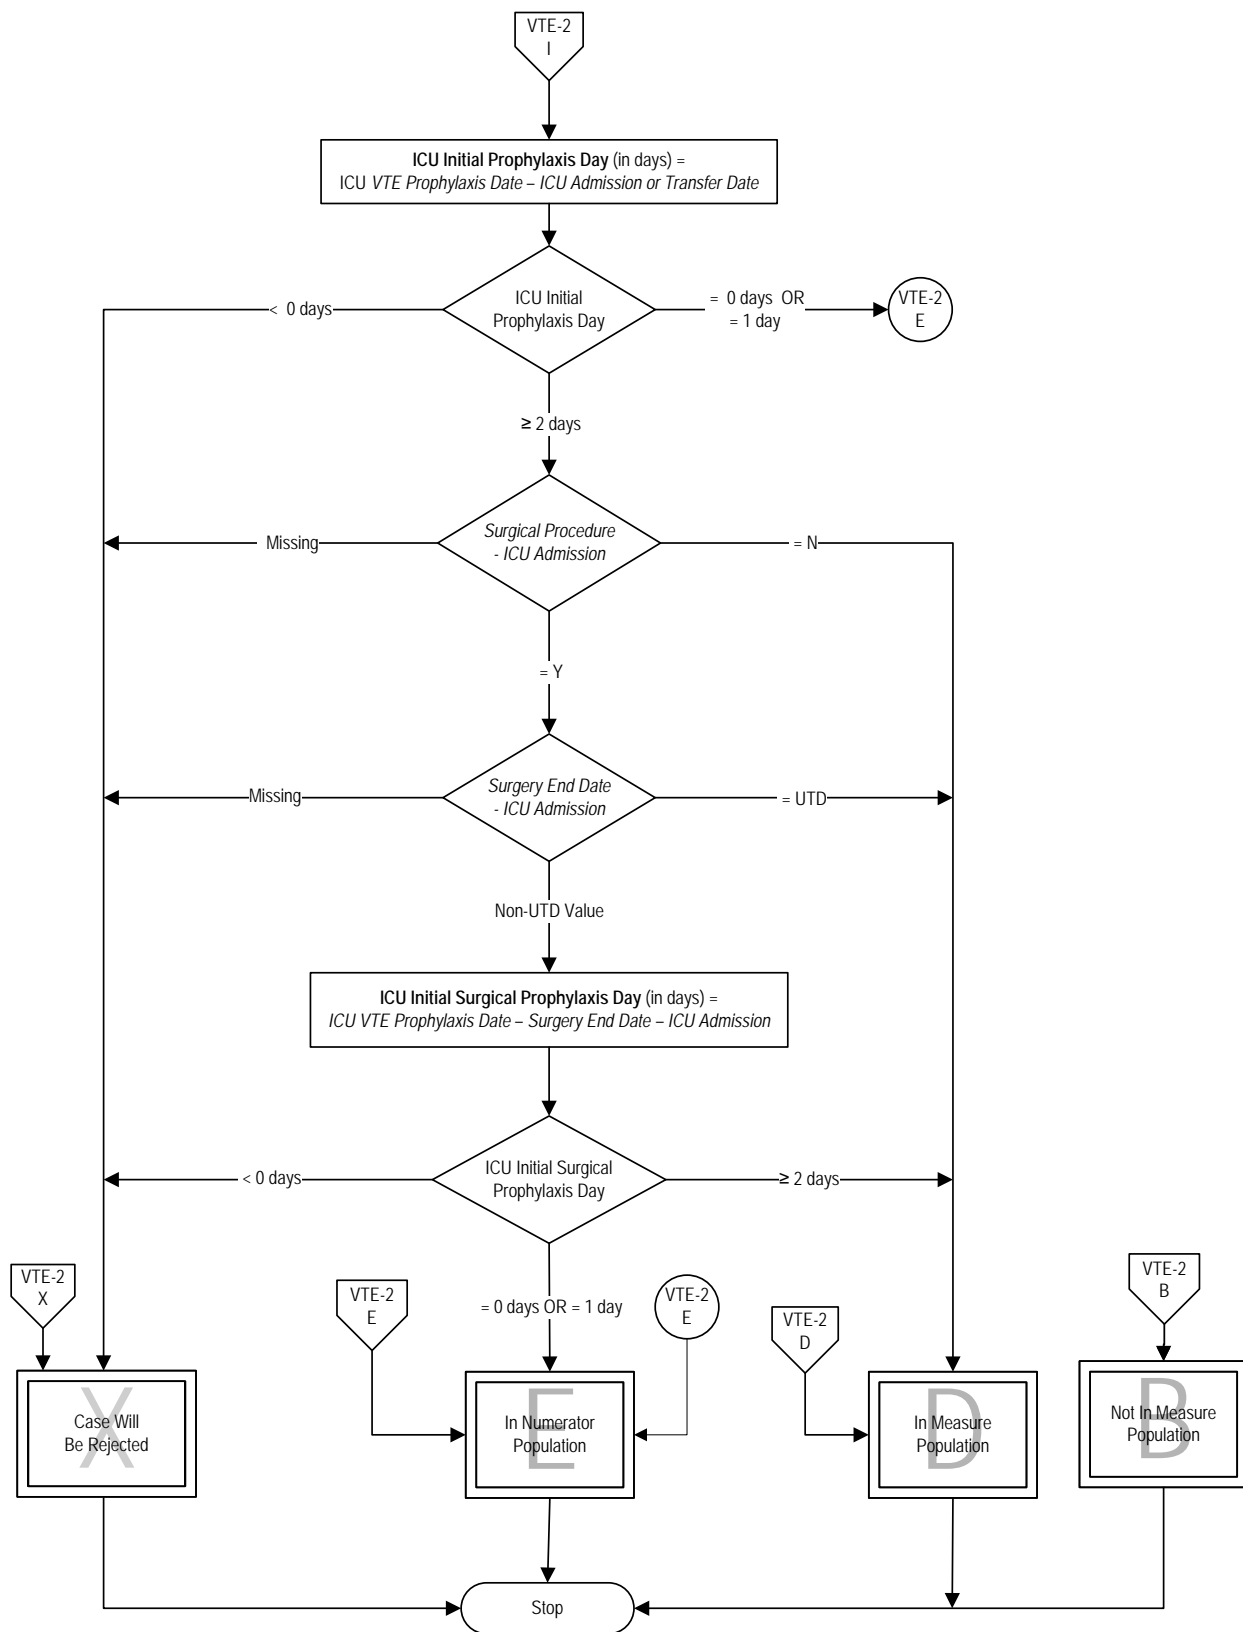 VTE-2
I
ICU Initial Prophylaxis Day (in days) =
ICU VTE Prophylaxis Date – ICU Admission or Transfer Date
ICU Initial
Prophylaxis Day
< 0 days
= 0 days OR
= 1 day
VTE-2
E
≥ 2 days
Surgical Procedure
- ICU Admission
Missing
= N
= Y
Surgery End Date
- ICU Admission
Missing
= UTD
Non-UTD Value
ICU Initial Surgical Prophylaxis Day (in days) =
ICU VTE Prophylaxis Date – Surgery End Date – ICU Admission
ICU Initial Surgical
Prophylaxis Day
< 0 days
≥ 2 days
= 0 days OR = 1 day
VTE-2
X
VTE-2
E
VTE-2
E
VTE-2
D
VTE-2
B
X
Case Will
Be Rejected
E
In Numerator
Population
D
In Measure
Population
B
Not In Measure
Population
Stop